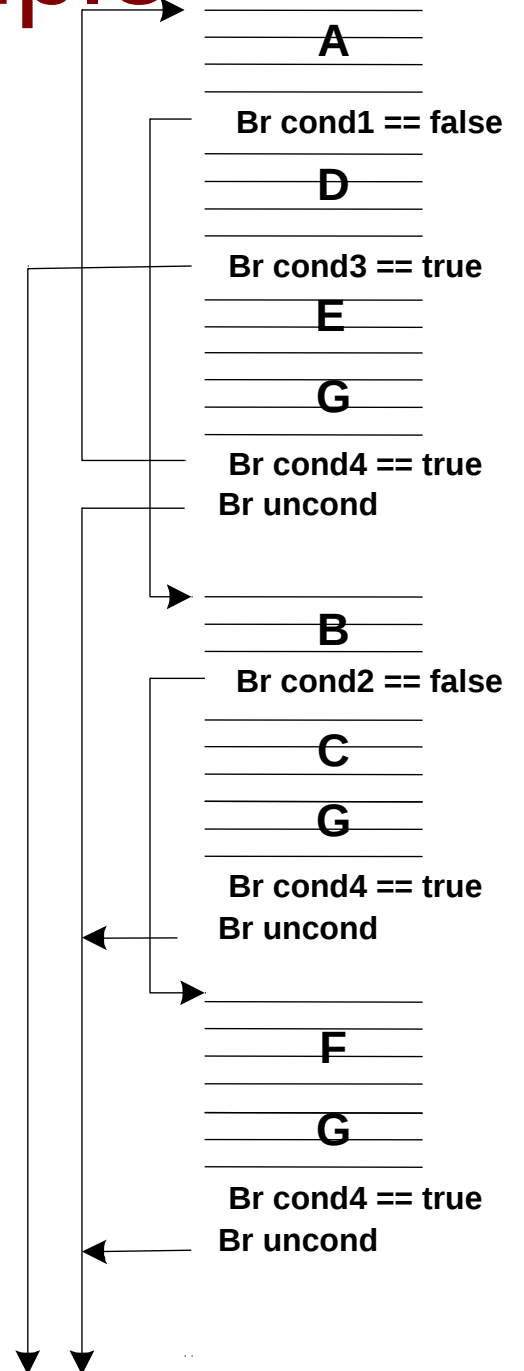 A
Br cond1 == false
D
Br cond3 == true
E
G
Br cond4 == true
Br uncond
B
Br cond2 == false
C
G
Br cond4 == true
Br uncond
F
G
Br cond4 == true
Br uncond